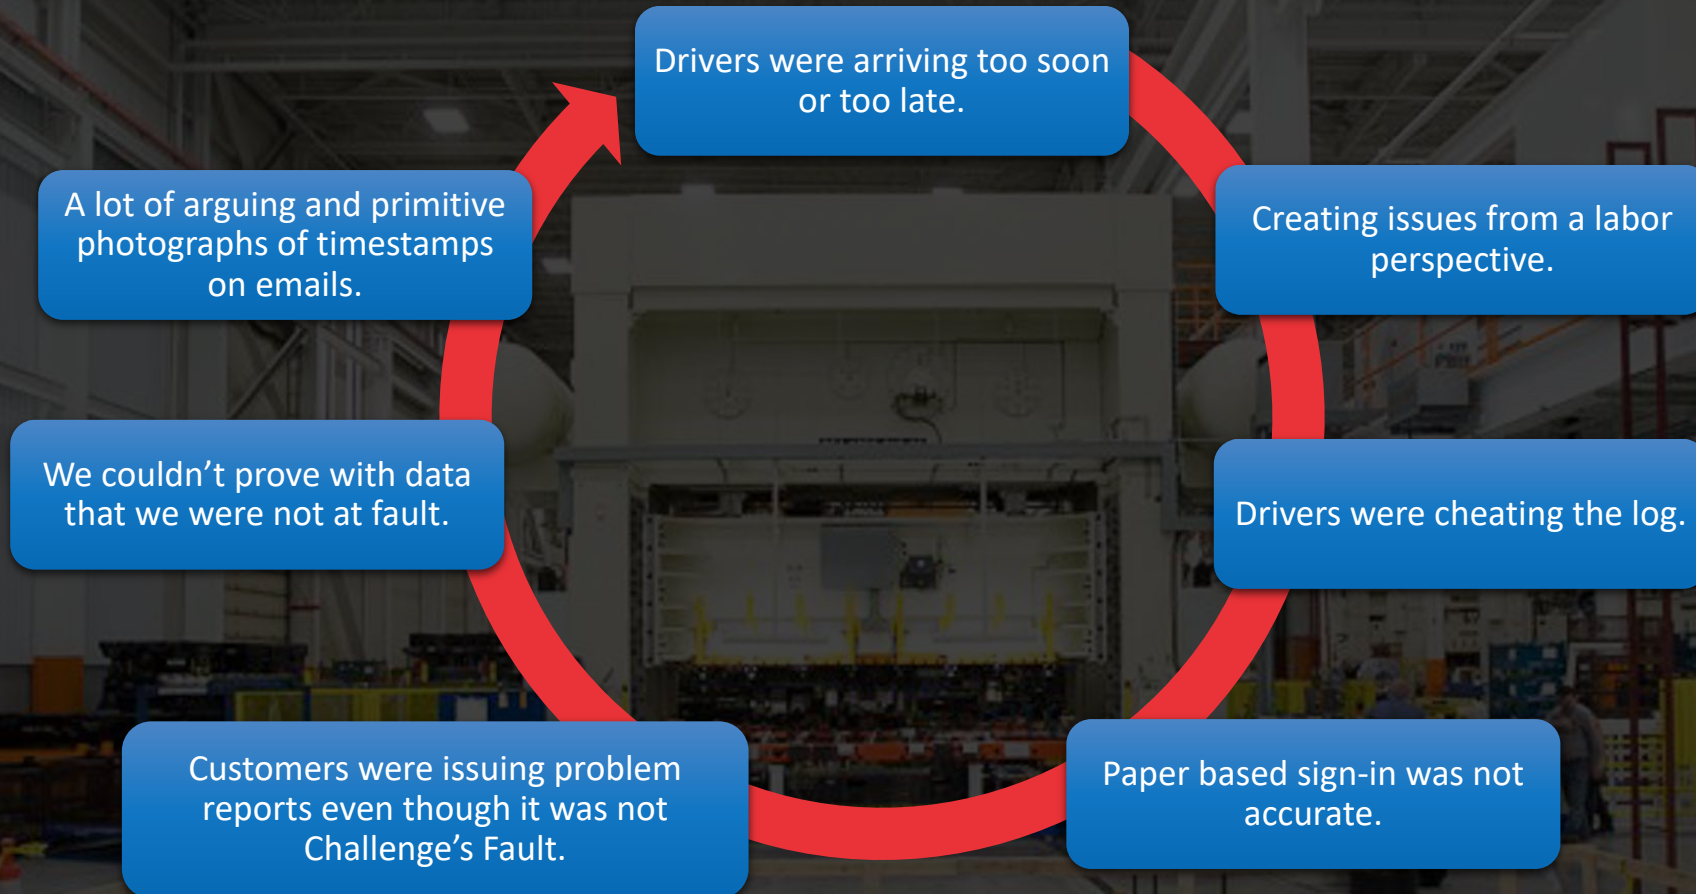 Drivers were arriving too soon
or too late.
Creating issues from a labor
perspective.
Drivers were cheating the log.
Paper based sign-in was not
accurate.
Customers were issuing problem
reports even though it was not
Challenge’s Fault.
We couldn’t prove with data
that we were not at fault.
A lot of arguing and primitive
photographs of timestamps
on emails.